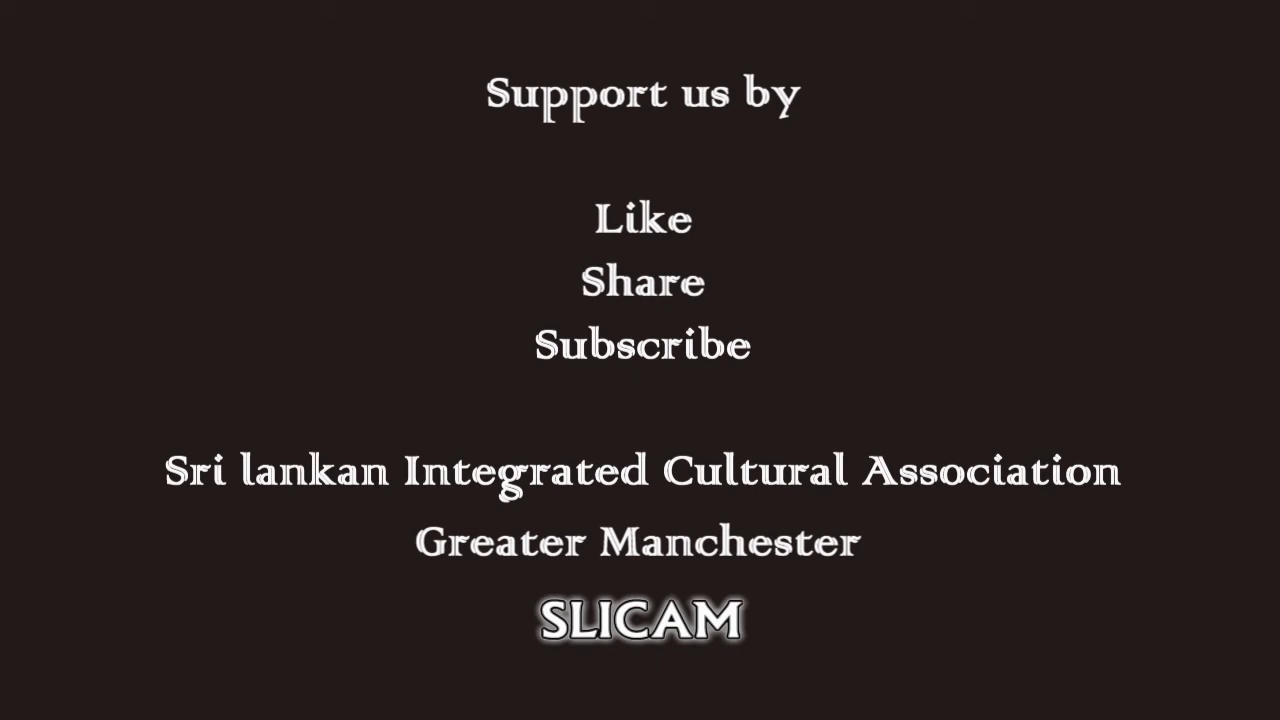 Support us by
Like
Share
Subscribe
Sri lankan Integrated Cultural Association
Greater Manchester
SLICAM